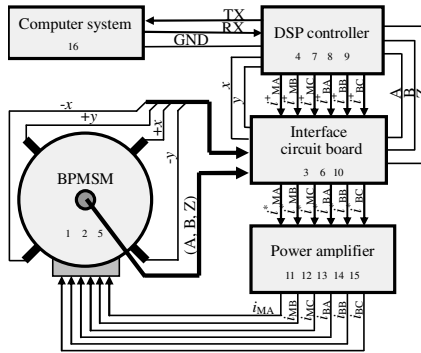 Computer system
16
TX
RX
GND
DSP controller
4 7 8 9
x
y
i+MA
i+MB
i+MC
i+BA
i+BB
i+BC
A
B
Z
-x
+y
+x
-y
BPMSM
1 2 5
(A, B, Z)
Interface
circuit board
3 6 10
i*MA
i*MB
i*MC
i*BA
i*BB
i*BC
Power amplifier
11 12 13 14 15
iMA
iMB
iMC
iBA
iBB
iBC